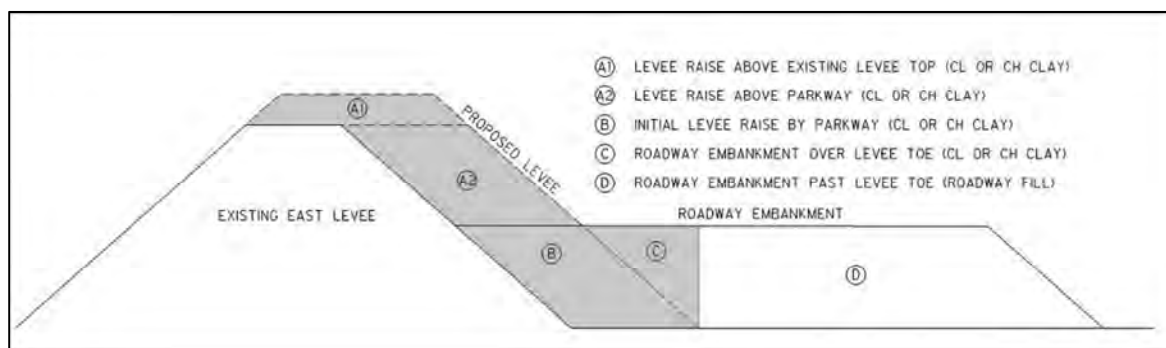 (A1) LEVEE RAISE ABOVE EXISTING LEVEE TOP (CL OR CH CLAY)
(A2) LEVEE RAISE ABOVE PARKWAY (CL OR CH CLAY)
(B) INITIAL LEVEE RAISE BY PARKWAY (CL OR CH CLAY)
(C) ROADWAY EMBANKMENT OVER LEVEE TOE (CL OR CH CLAY)
(D) ROADWAY EMBANKMENT PAST LEVEE TOE (ROADWAY FILL)
A1
PROPOSED LEVEE
A2
EXISTING EAST LEVEE
ROADWAY EMBANKMENT
B
C
D